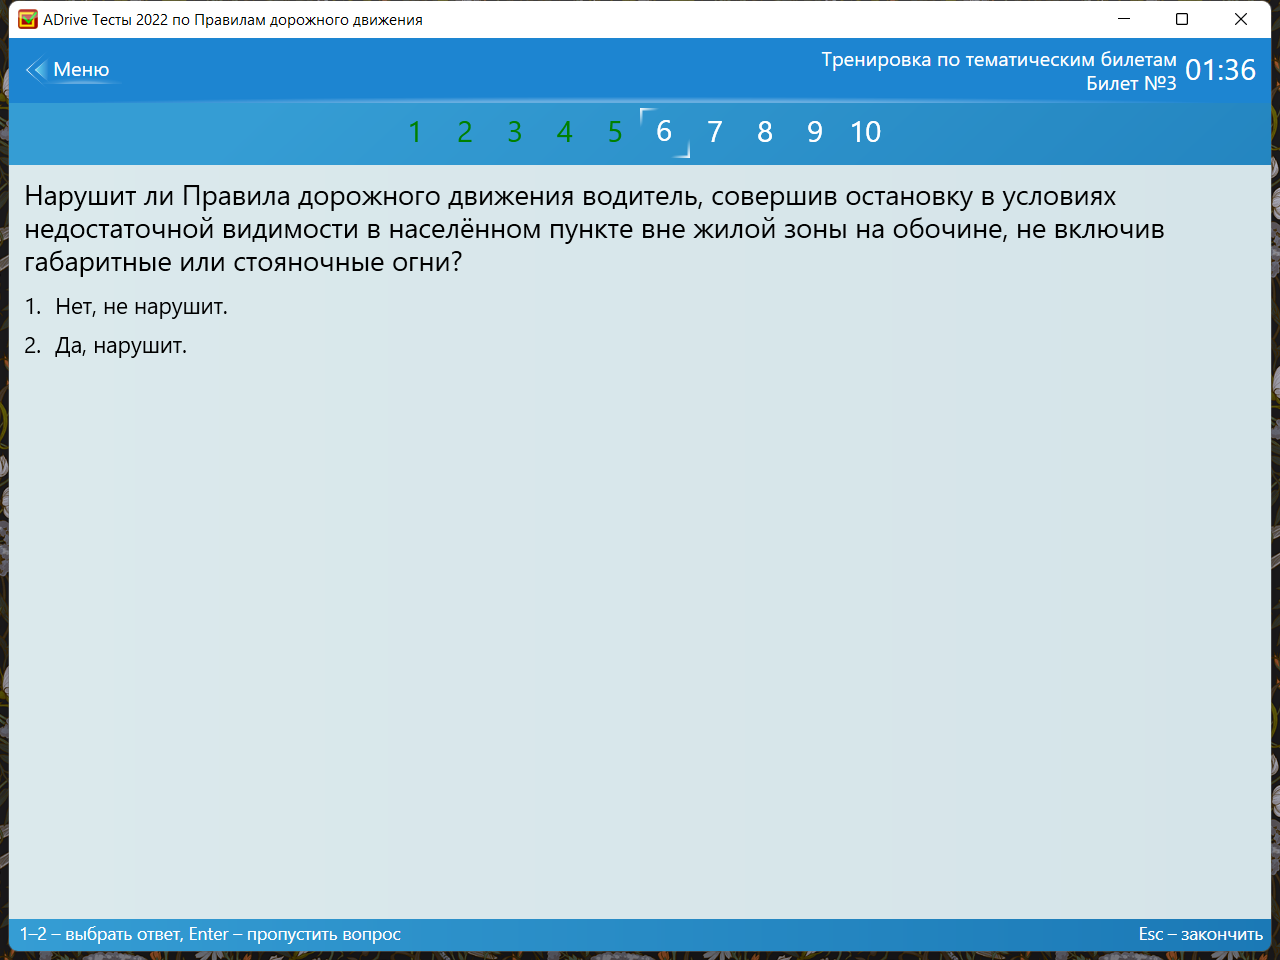 ADrive Тесты 2022 по Правилам дорожного движения
Меню
Тренировка по тематическим билетам
Билет №3
01:36
1 2 3 4 5 6 7 8 9 10
Нарушит ли Правила дорожного движения водитель, совершив остановку в условиях
недостаточной видимости в населённом пункте вне жилой зоны на обочине, не включив
габаритные или стояночные огни?
1. Нет, не нарушит.
2. Да, нарушит.
1–2 – выбрать ответ, Enter – пропустить вопрос
Esc – закончить